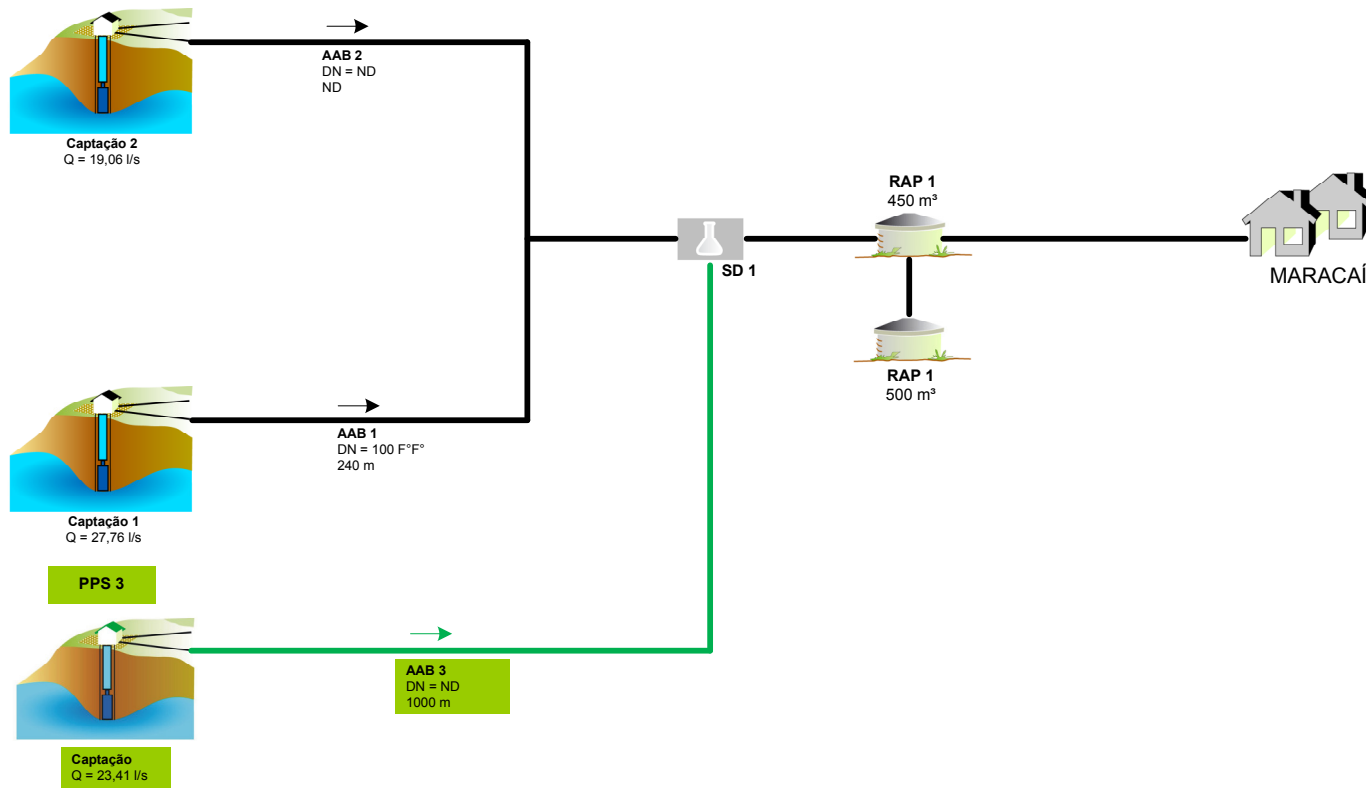 AAB 2
DN = ND
ND
Captação 2
Q = 19,06 l/s
RAP 1
450 m³
SD 1
MARACAÍ
RAP 1
500 m³
AAB 1
DN = 100 F°F°
240 m
Captação 1
Q = 27,76 l/s
PPS 3
AAB 3
DN = ND
1000 m
Captação
Q = 23,41 l/s